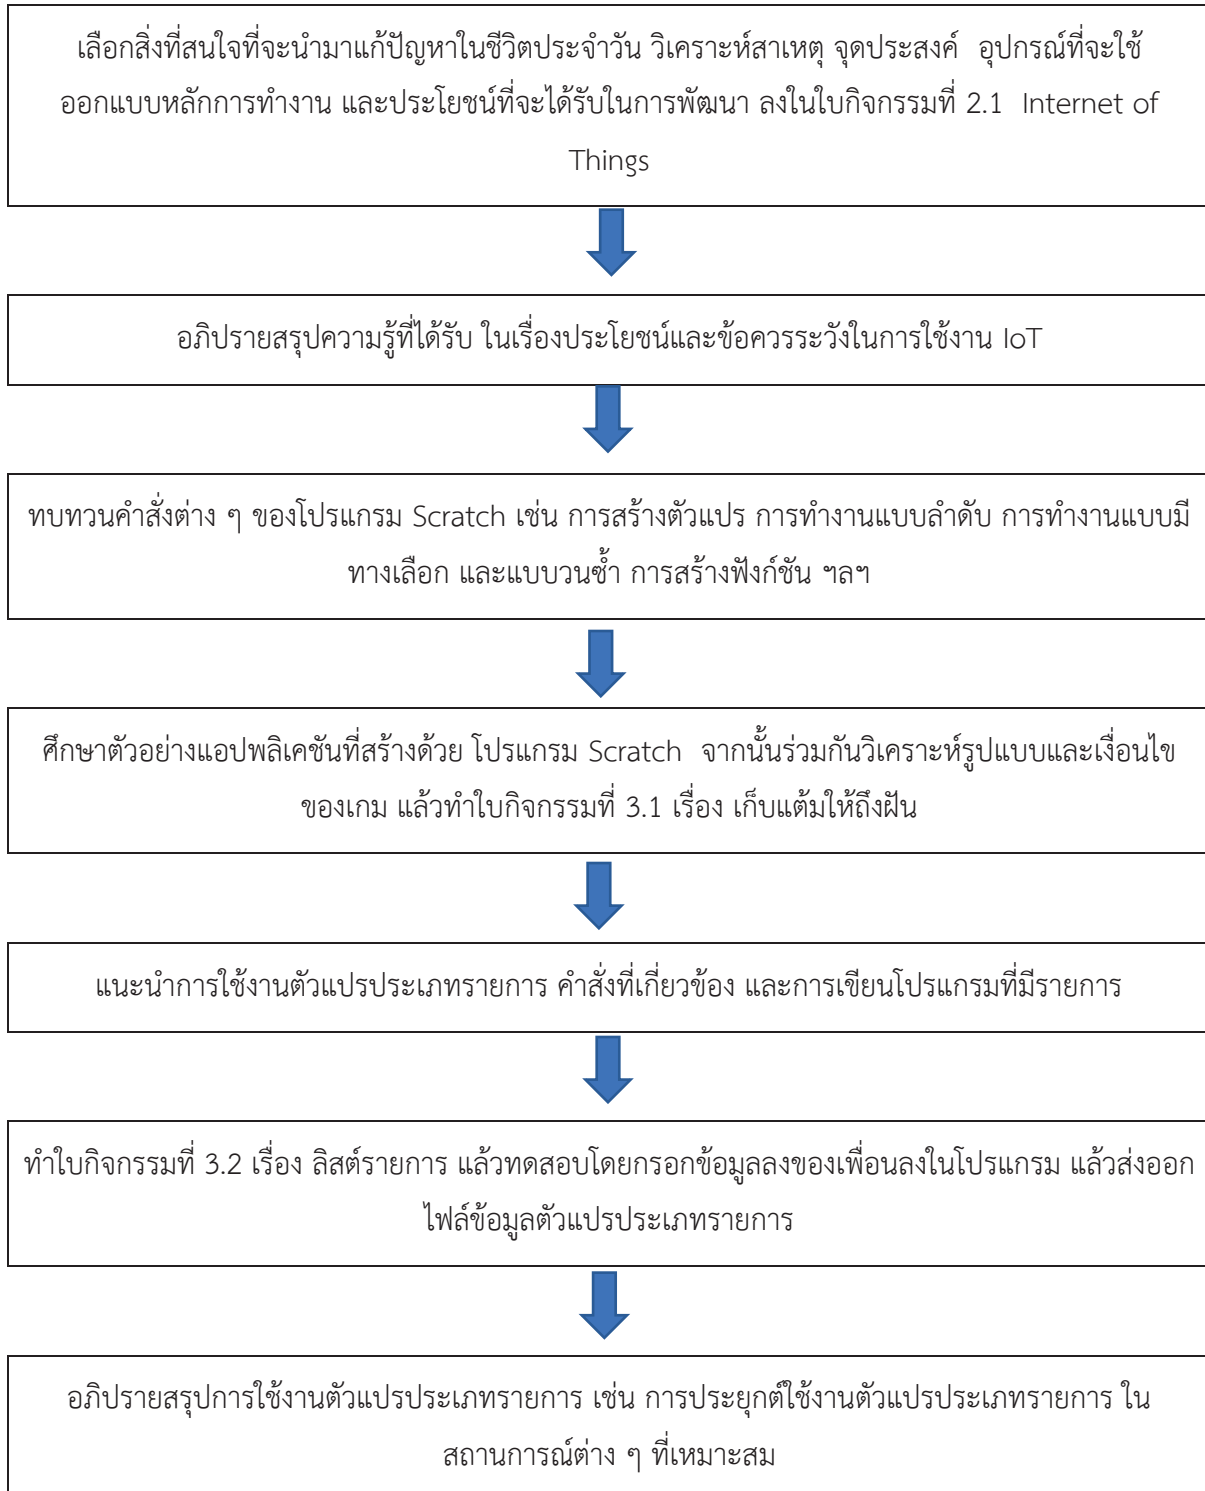 เลือกสิ่งที่สนใจที่จะนำมาแก้ปัญหาในชีวิตประจำวัน วิเคราะห์สาเหตุ จุดประสงค์ อุปกรณ์ที่จะใช้
ออกแบบหลักการทำงาน และประโยชน์ที่จะได้รับในการพัฒนา ลงในใบกิจกรรมที่ 2.1 Internet of
Things
อภิปรายสรุปความรู้ที่ได้รับ ในเรื่องประโยชน์และข้อควรระวังในการใช้งาน IoT
ทบทวนคำสั่งต่าง ๆ ของโปรแกรม Scratch เช่น การสร้างตัวแปร การทำงานแบบลำดับ การทำงานแบบมี
ทางเลือก และแบบวนซ้ำ การสร้างฟังก์ชัน ฯลฯ
ศึกษาตัวอย่างแอปพลิเคชันที่สร้างด้วย โปรแกรม Scratch จากนั้นร่วมกันวิเคราะห์รูปแบบและเงื่อนไข
ของเกม แล้วทำใบกิจกรรมที่ 3.1 เรื่อง เก็บแต้มให้ถึงฝัน
แนะนำการใช้งานตัวแปรประเภทรายการ คำสั่งที่เกี่ยวข้อง และการเขียนโปรแกรมที่มีรายการ
ทำใบกิจกรรมที่ 3.2 เรื่อง ลิสต์รายการ แล้วทดสอบโดยกรอกข้อมูลลงของเพื่อนลงในโปรแกรม แล้วส่งออก
ไฟล์ข้อมูลตัวแปรประเภทรายการ
อภิปรายสรุปการใช้งานตัวแปรประเภทรายการ เช่น การประยุกต์ใช้งานตัวแปรประเภทรายการ ใน
สถานการณ์ต่าง ๆ ที่เหมาะสม